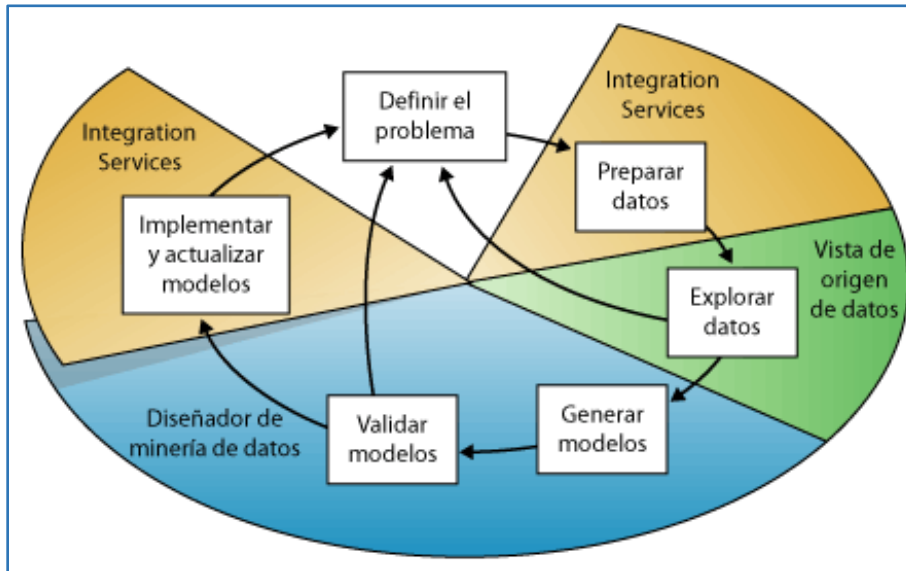 Definir el
problema
Integration
Services
Preparar
datos
Vista de
origen
de datos
Explorar
datos
Generar
modelos
Validar
modelos
Diseñador de
minería de datos
Integration
Services
Implementar
y actualizar
modelos